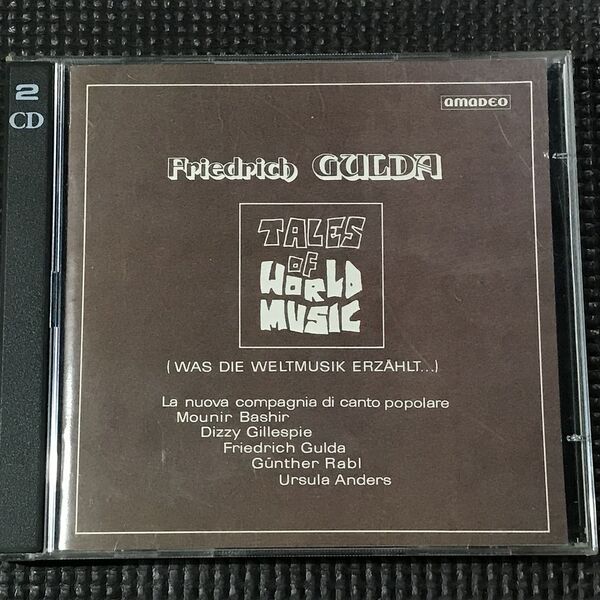 2
CD
AMADEO
Friedrich GULDA
TALES
OF
WORLD
MUSIC
(WAS DIE WELTMUSIK ERZÄHLT...)
La nuova compagnia di canto popolare
Mounir Bashir
Dizzy Gillespie
Friedrich Gulda
Günther Rabl
Ursula Anders